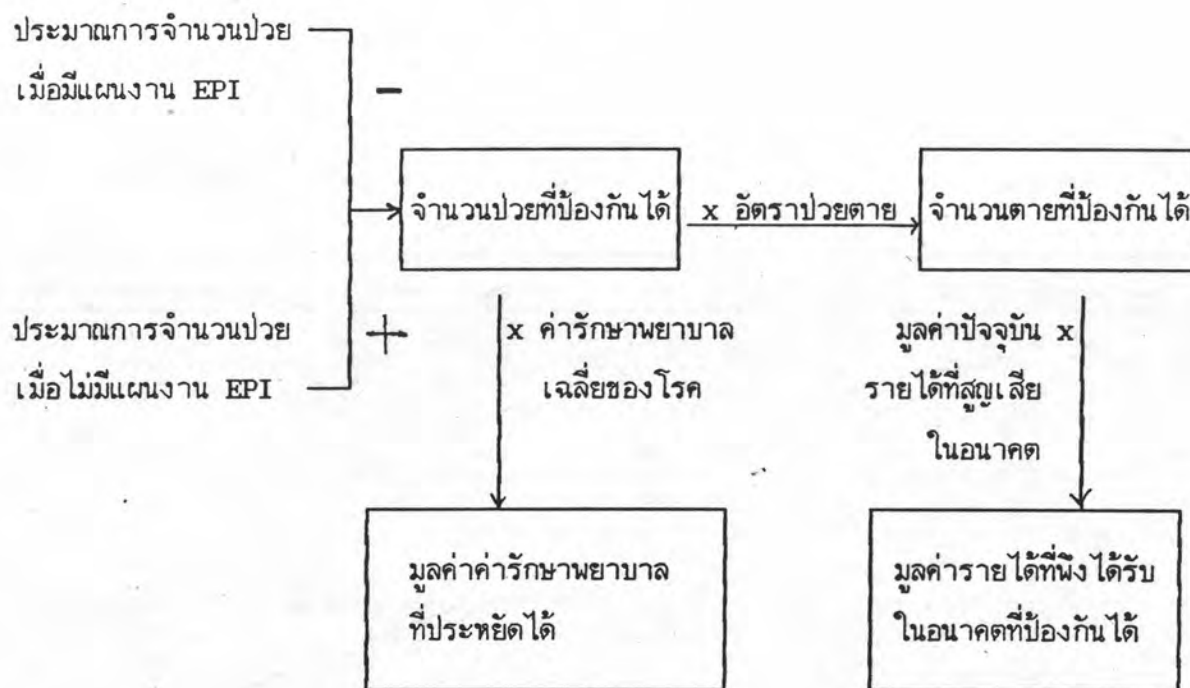 ประมาณการจำนวนป่วย
เมื่อมีแผนงาน EPI
-
จำนวนป่วยที่ป้องกันได้
x อัตราป่วยตาย
จำนวนตายที่ป้องกันได้
ประมาณการจำนวนป่วย
เมื่อไม่มีแผนงาน EPI
+
x ค่ารักษาพยาบาล
เฉลี่ยของโรค
มูลค่าปัจจุบัน x
รายได้ที่สูญเสีย
ในอนาคต
มูลค่าค่ารักษาพยาบาล
ที่ประหยัดได้
มูลค่ารายได้ที่พึงได้รับ
ในอนาคตที่ป้องกันได้